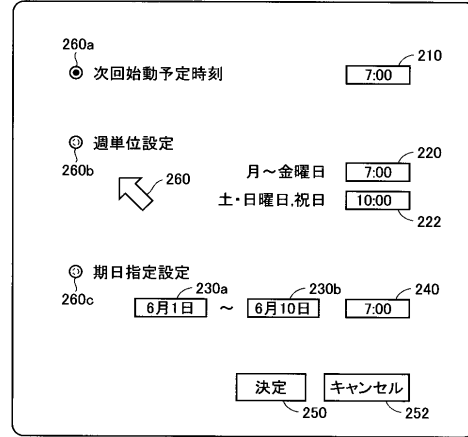 260a
次回始動予定時刻
210
7:00
週単位設定
260b
260
月～金曜日
220
7:00
土・日曜日,祝日
10:00
222
期日指定設定
260c
230a
6月1日
～
230b
6月10日
240
7:00
決定
キャンセル
250
252